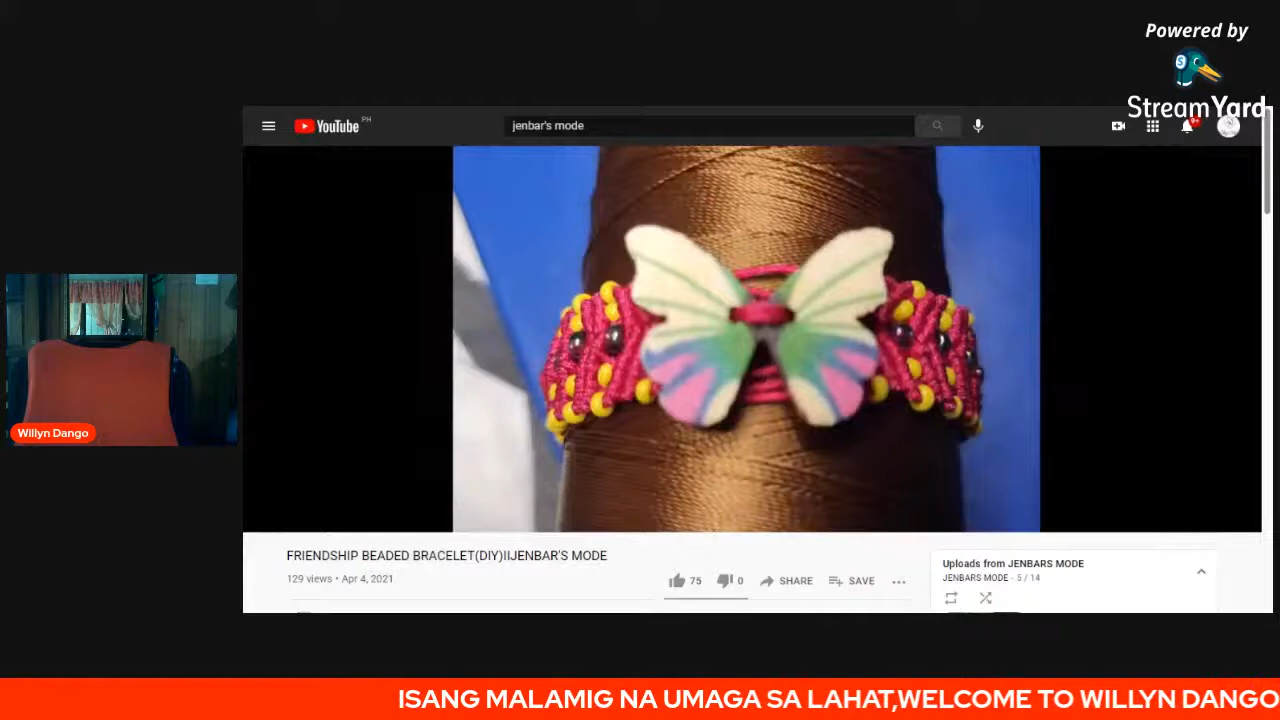 Powered by
StreamYard
YouTube PH
jenbar's mode
9+
Willyn Dango
FRIENDSHIP BEADED BRACELET(DIY)IIJENBAR'S MODE
129 views • Apr 4, 2021
75
0
SHARE
SAVE
Uploads from JENBARS MODE
JENBARS MODE - 5 / 14
ISANG MALAMIG NA UMAGA SA LAHAT,WELCOME TO WILLYN DANGO